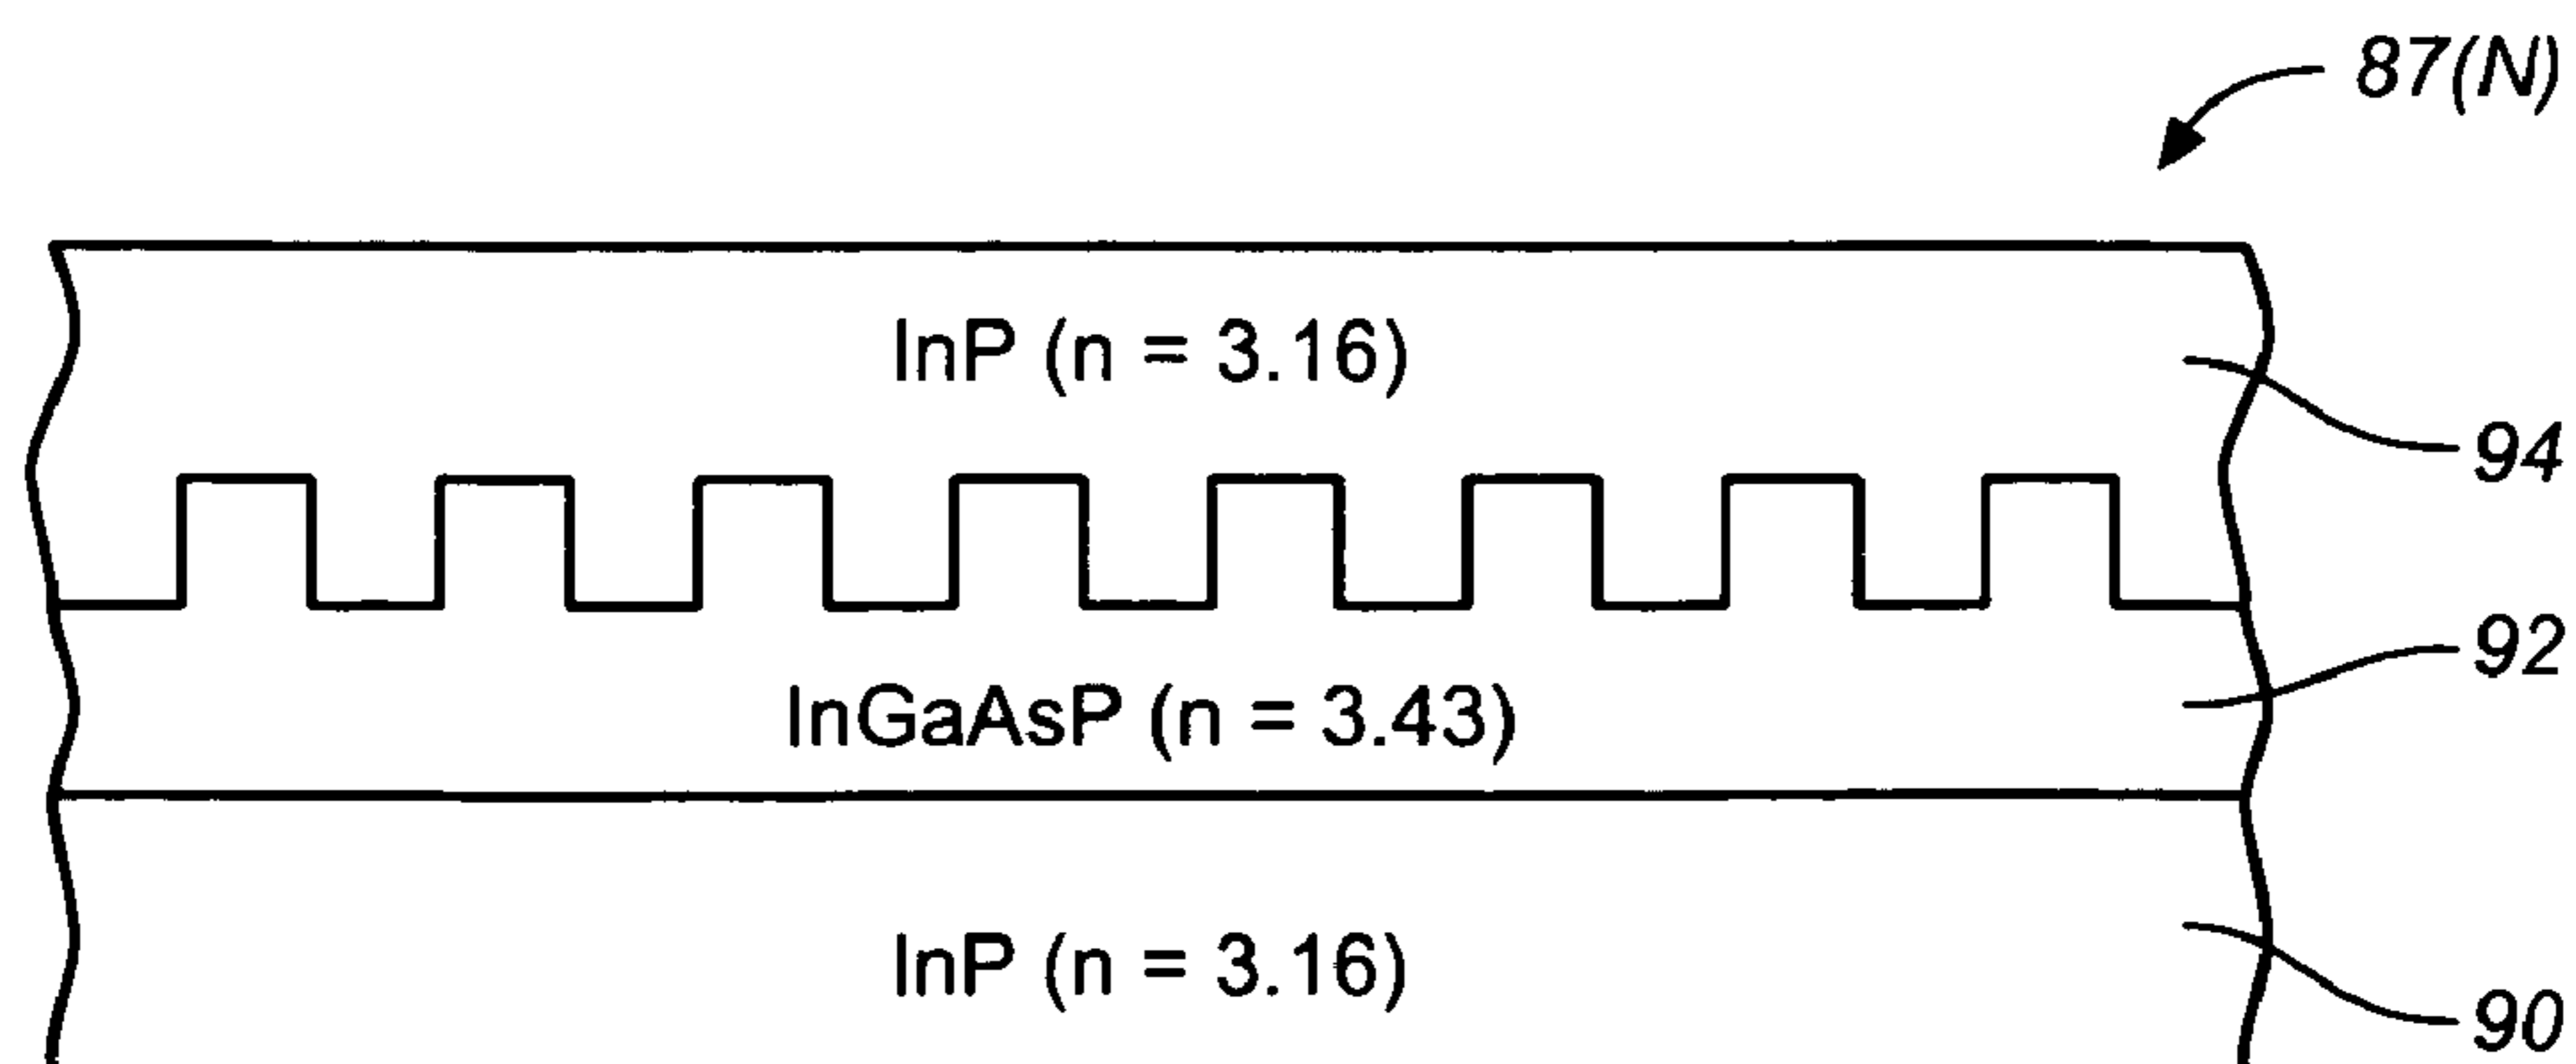 87(N)
InP (n = 3.16)
94
92
InGaAsP (n = 3.43)
InP (n = 3.16)
90